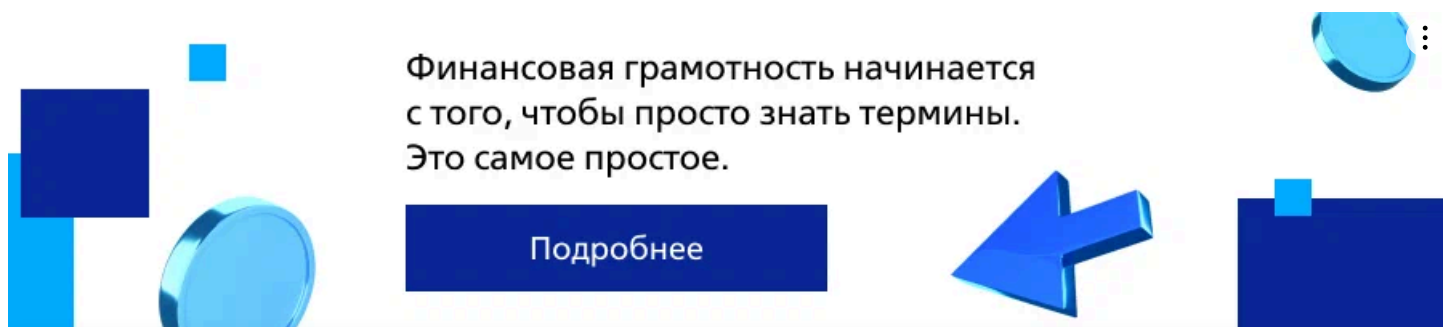 Финансовая грамотность начинается
с того, чтобы просто знать термины.
Это самое простое.
Подробнее